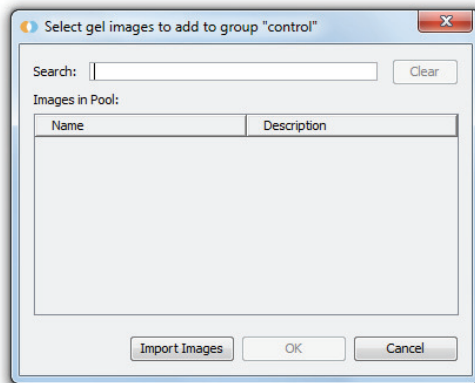 Select gel images to add to group "control"
Search: Clear
Images in Pool:
Name Description
Import Images OK Cancel